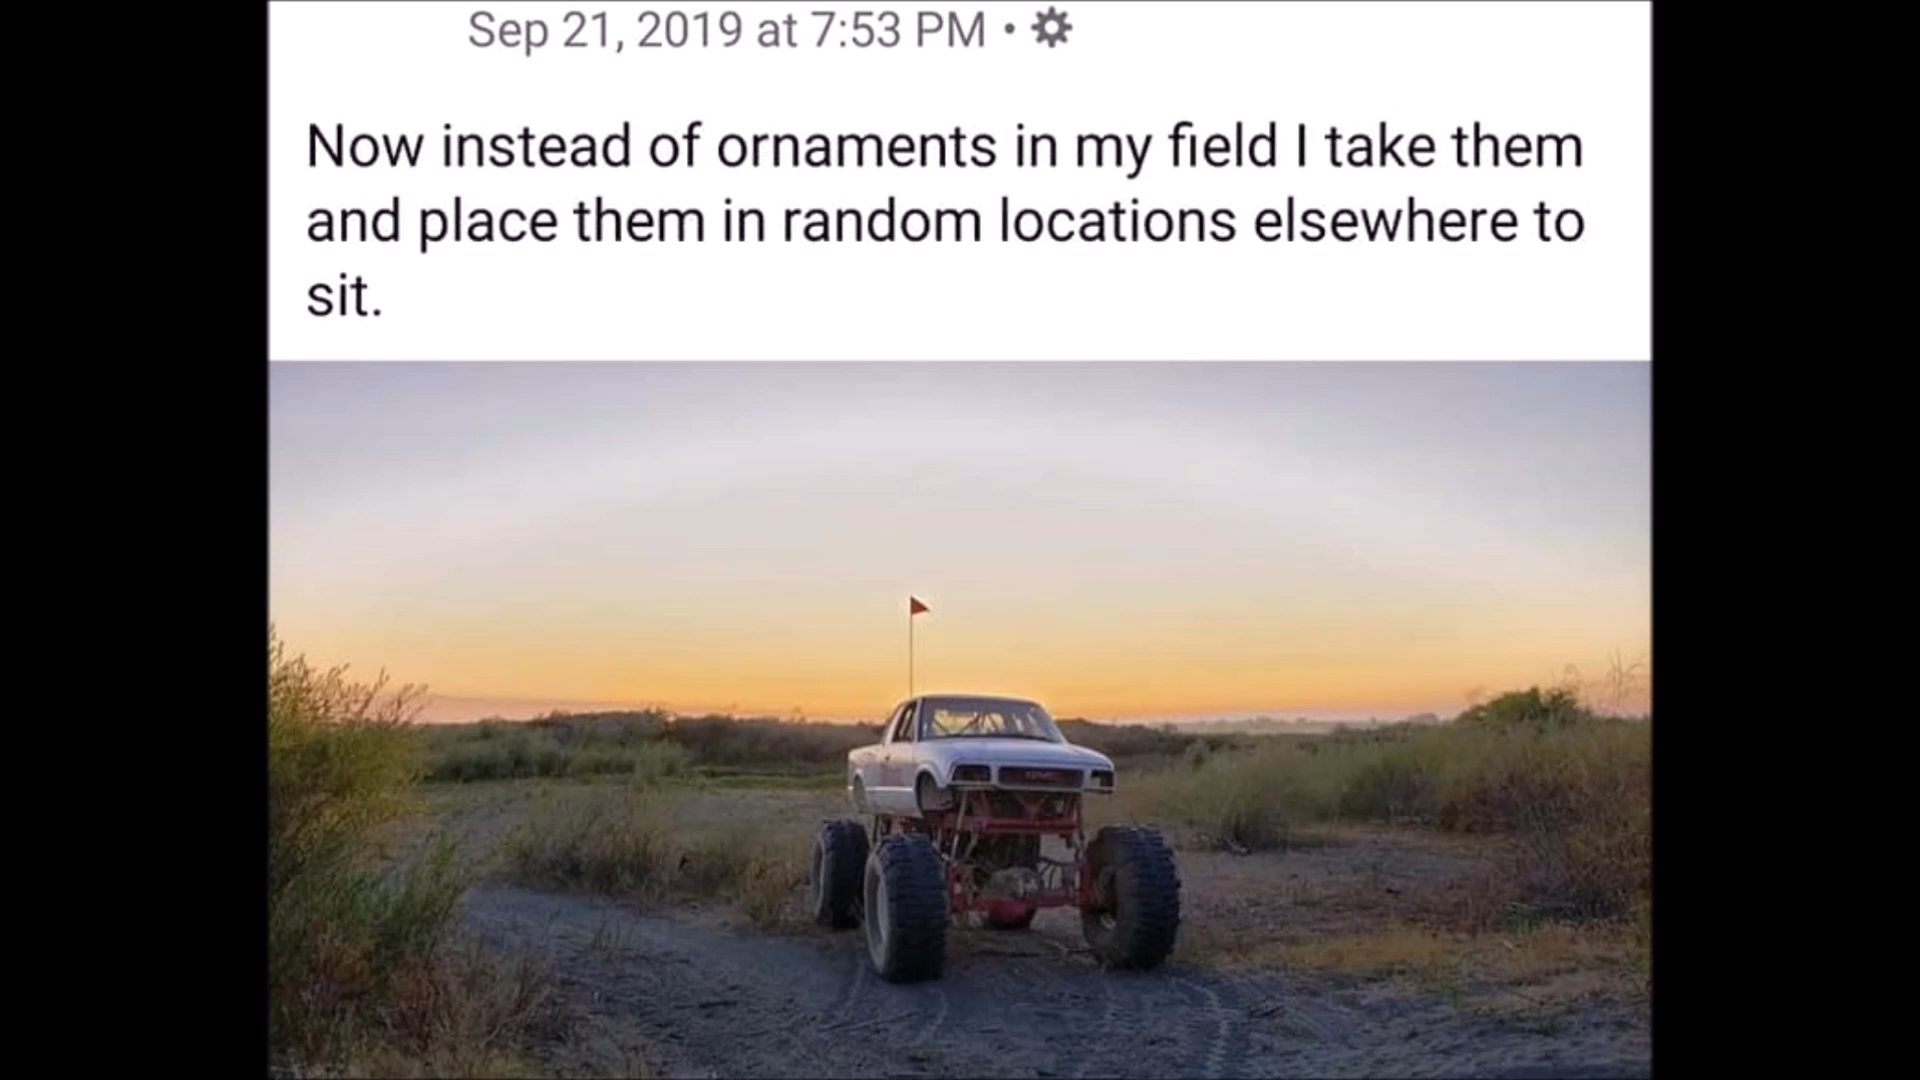 Sep 21, 2019 at 7:53 PM •
Now instead of ornaments in my field I take them
and place them in random locations elsewhere to
sit.
GMC